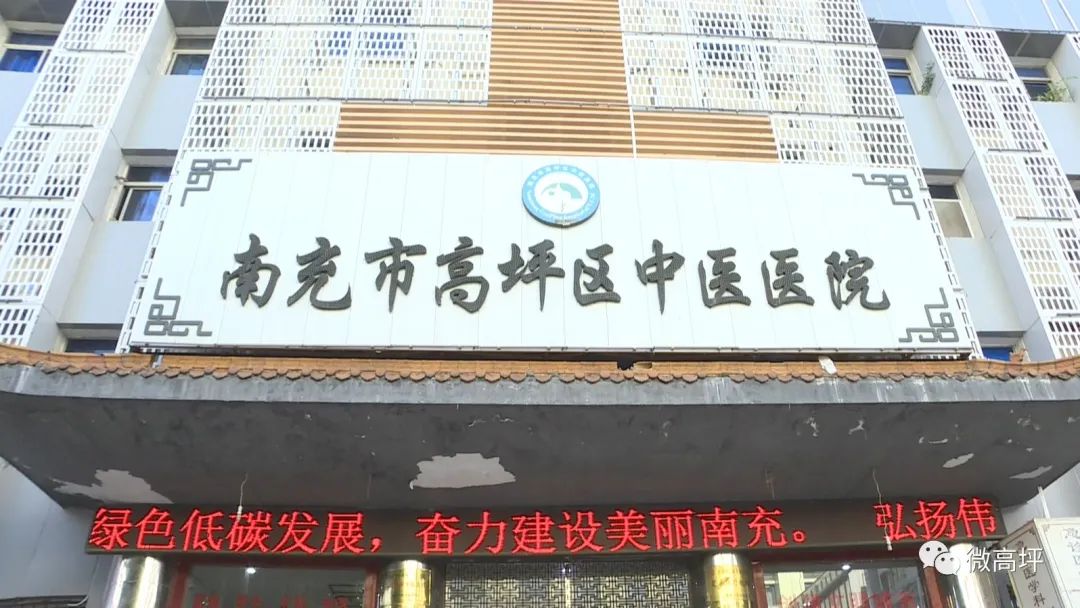 南充市高坪区中医医院
绿色低碳发展，奋力建设美丽南充。 弘扬伟
微高坪